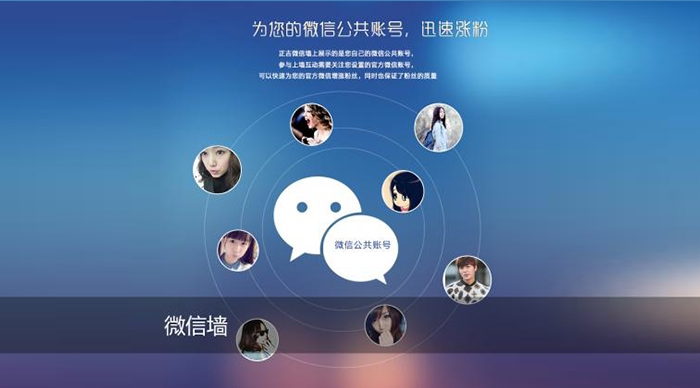 为您的微信公共账号，迅速涨粉
正古微信墙上展示的是您自己的微信公共账号，
参与上墙互动需要关注您设置的官方微信账号，
可以快速为您的官方微信增涨粉丝，同时也保证了粉丝的质量
微信公共账号
微信墙